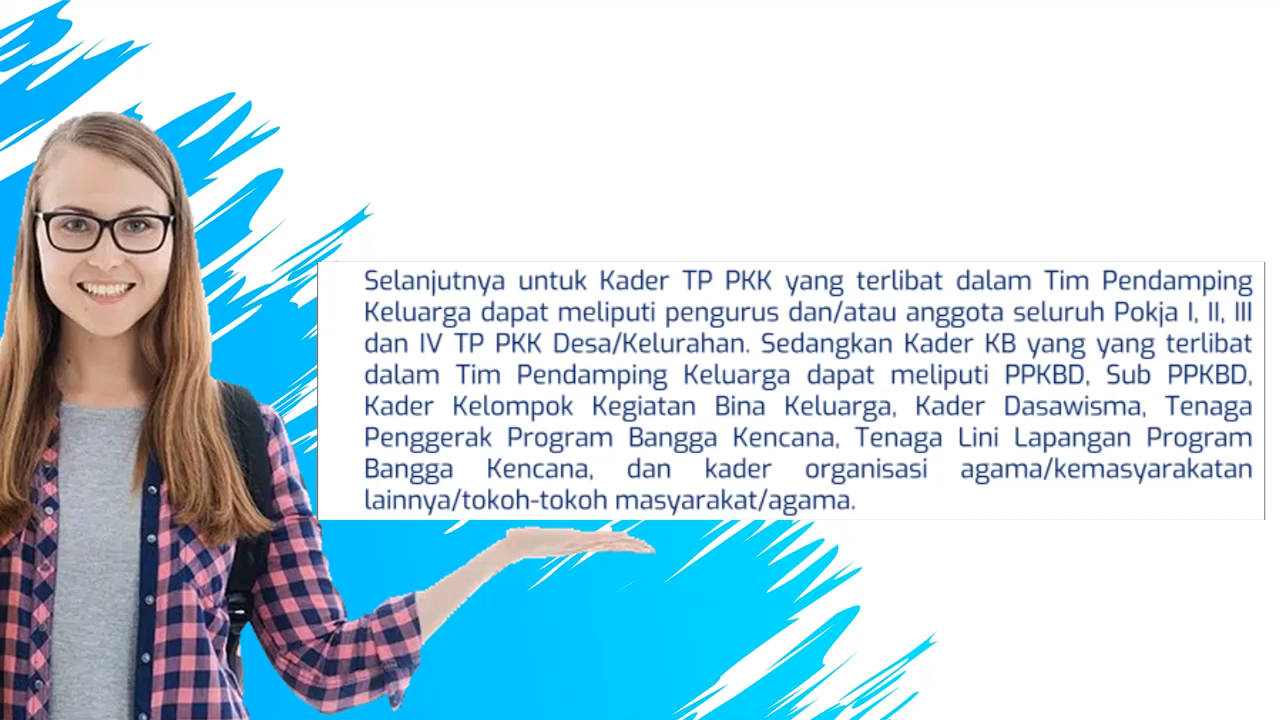 Selanjutnya untuk Kader TP PKK yang terlibat dalam Tim Pendamping
Keluarga dapat meliputi pengurus dan/atau anggota seluruh Pokja I, II, III
dan IV TP PKK Desa/Kelurahan. Sedangkan Kader KB yang yang terlibat
dalam Tim Pendamping Keluarga dapat meliputi PPKBD, Sub PPKBD,
Kader Kelompok Kegiatan Bina Keluarga, Kader Dasawisma, Tenaga
Penggerak Program Bangga Kencana, Tenaga Lini Lapangan Program
Bangga Kencana, dan kader organisasi agama/kemasyarakatan
lainnya/tokoh-tokoh masyarakat/agama.